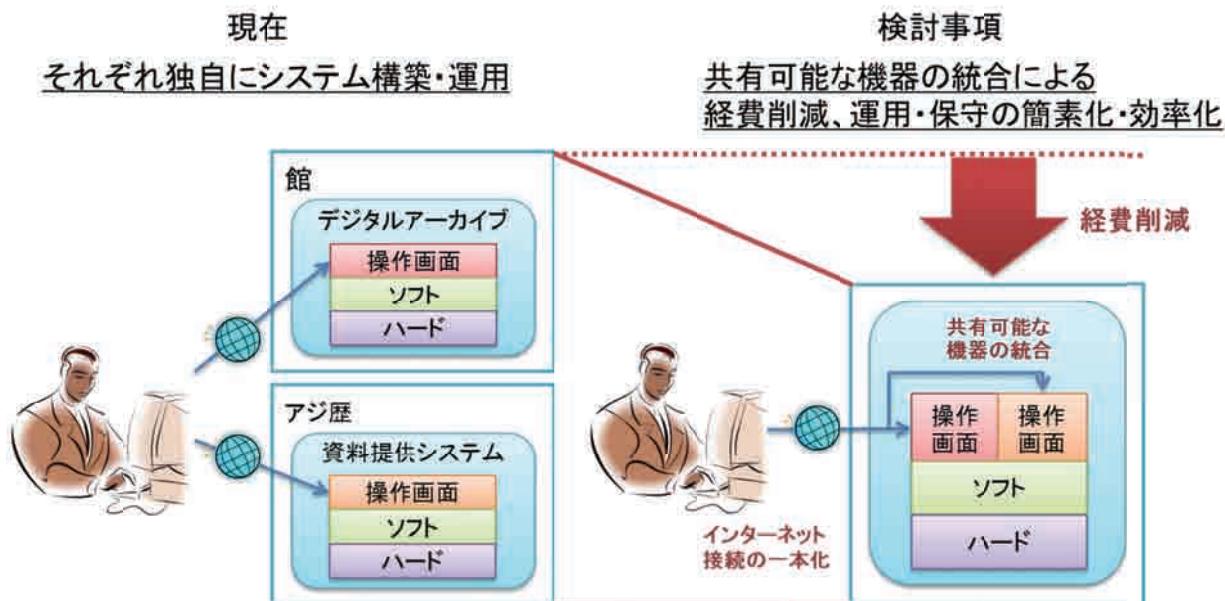 現在
それぞれ独自にシステム構築・運用
館
デジタルアーカイブ
操作画面
ソフト
ハード
アジ歴
資料提供システム
操作画面
ソフト
ハード
検討事項
共有可能な機器の統合による
経費削減、運用・保守の簡素化・効率化
経費削減
共有可能な
機器の統合
操作
画面
操作
画面
ソフト
ハード
インターネット
接続の一本化